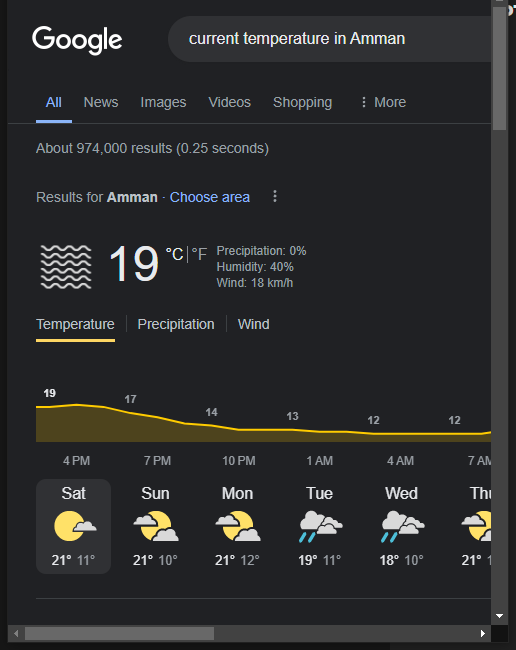 Google
current temperature in Amman
All News Images Videos Shopping More
About 974,000 results (0.25 seconds)
Results for Amman · Choose area
19 °C | °F
Precipitation: 0%
Humidity: 40%
Wind: 18 km/h
Temperature Precipitation Wind
19 17 14 13 12 12
4 PM 7 PM 10 PM 1 AM 4 AM 7 AM
Sat Sun Mon Tue Wed
21° 11° 21° 10° 21° 12° 19° 11° 18° 10° 21°